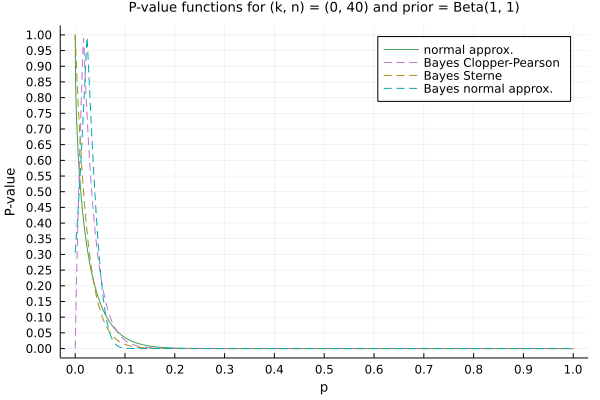 P-value functions for (k, n) = (0, 40) and prior = Beta(1, 1)
normal approx.
Bayes Clopper-Pearson
Bayes Sterne
Bayes normal approx.
P-value
1.00
0.95
0.90
0.85
0.80
0.75
0.70
0.65
0.60
0.55
0.50
0.45
0.40
0.35
0.30
0.25
0.20
0.15
0.10
0.05
0.00
0.0 0.1 0.2 0.3 0.4 0.5 0.6 0.7 0.8 0.9 1.0
p